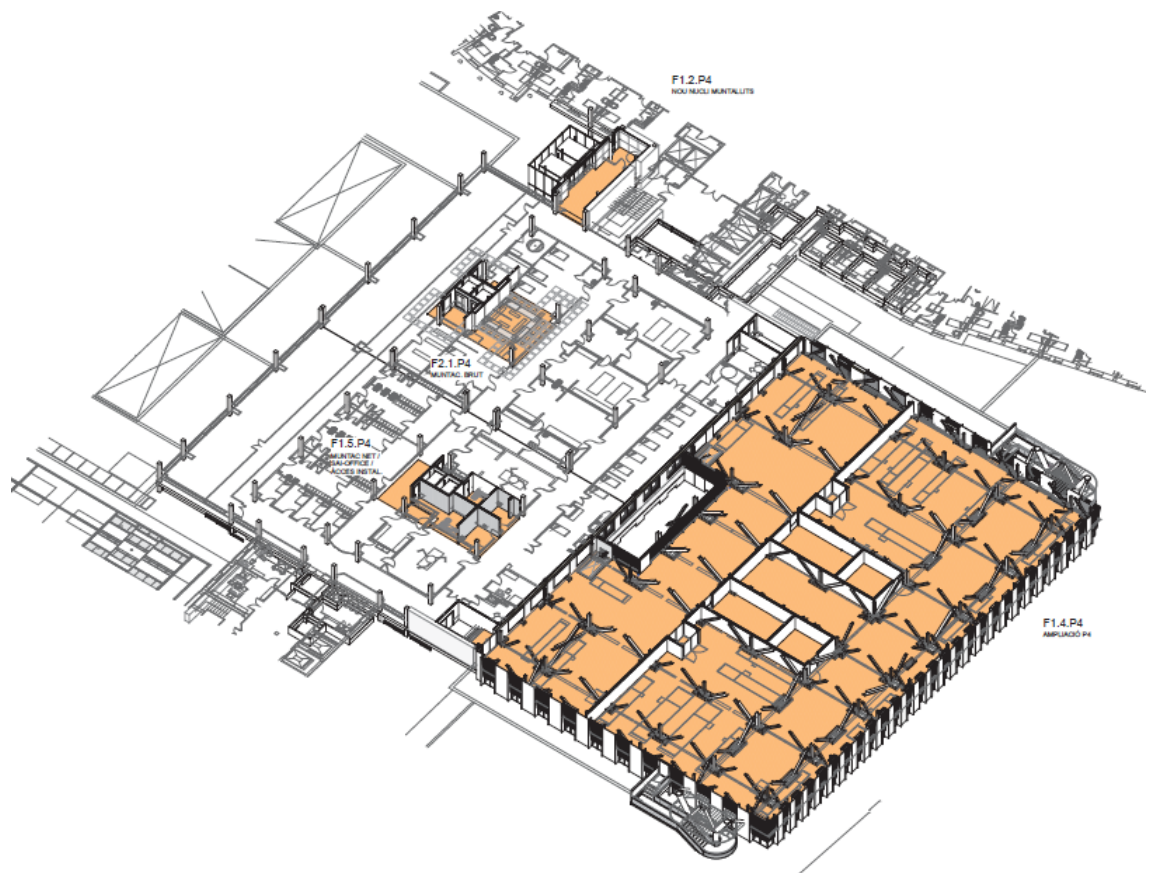 F1.2.P4
NOU NUCLI MUNTALLITS
F2.1.P4
MUNTAC. BRUT
F1.5.P4
MUNTAC NET /
SAI-OFFICE /
ACCES INSTAL.
F1.4.P4
AMPLIACIÓ P4